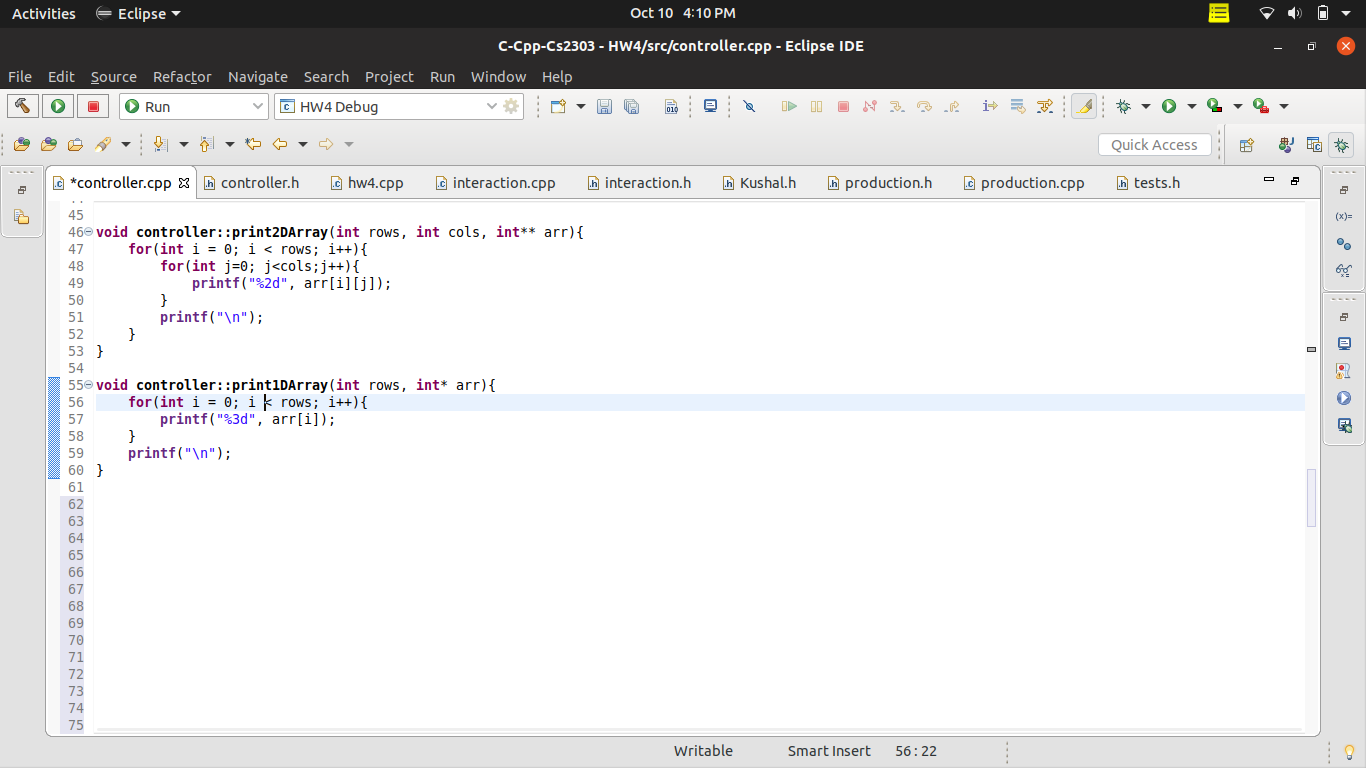 Activities Eclipse Oct 10 4:10 PM
C-Cpp-Cs2303 - HW4/src/controller.cpp - Eclipse IDE
File Edit Source Refactor Navigate Search Project Run Window Help
Run HW4 Debug
Quick Access
*controller.cpp controller.h hw4.cpp interaction.cpp interaction.h Kushal.h production.h production.cpp tests.h
45
46 void controller::print2DArray(int rows, int cols, int** arr){
47 for(int i = 0; i < rows; i++){
48 for(int j=0; j<cols;j++){
49 printf("%2d", arr[i][j]);
50 }
51 printf("\n");
52 }
53 }
54
55 void controller::print1DArray(int rows, int* arr){
56 for(int i = 0; i < rows; i++){
57 printf("%3d", arr[i]);
58 }
59 printf("\n");
60 }
61
62
63
64
65
66
67
68
69
70
71
72
73
74
75
Writable Smart Insert 56 : 22